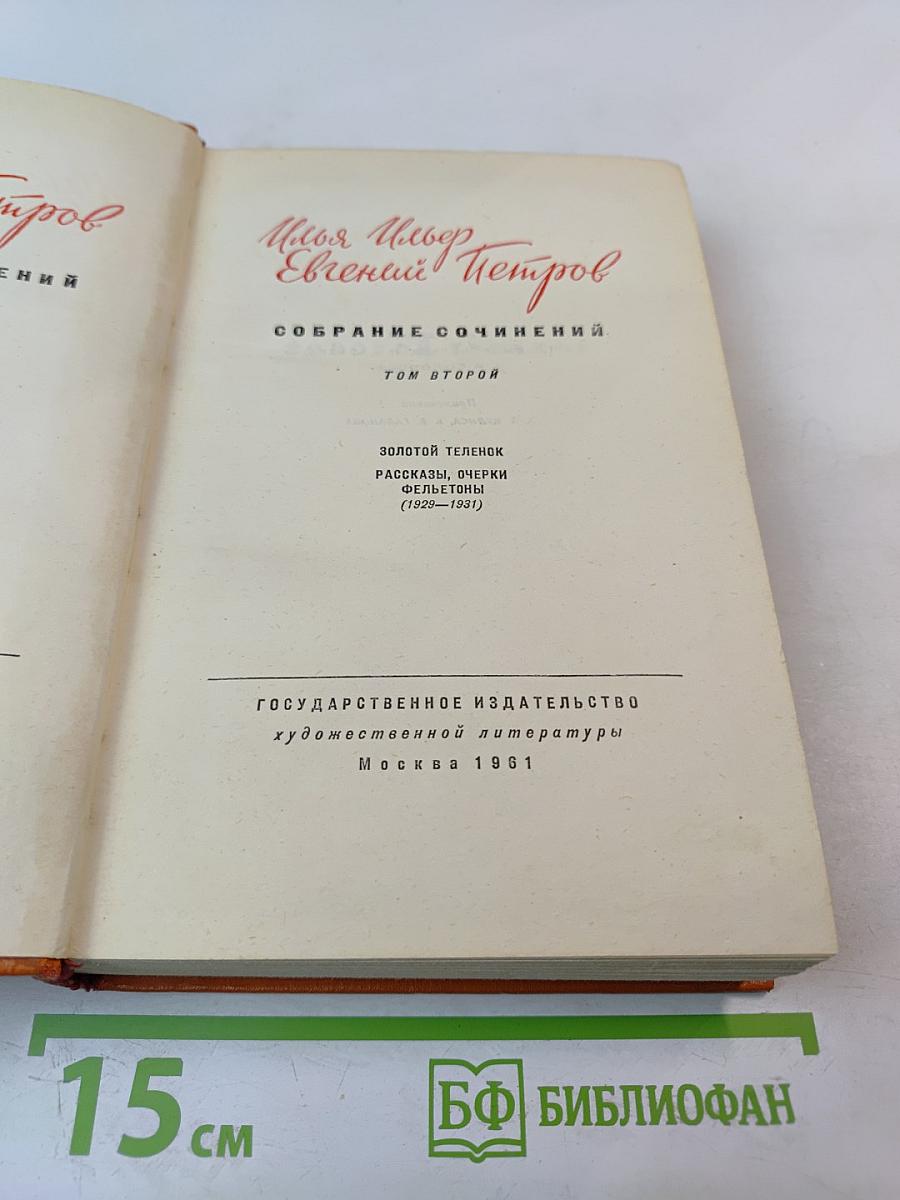 тров
ЕНИЙ
Илья Ильф
Евгений Петров
СОБРАНИЕ СОЧИНЕНИЙ
ТОМ ВТОРОЙ
ЗОЛОТОЙ ТЕЛЕНОК
РАССКАЗЫ, ОЧЕРКИ
ФЕЛЬЕТОНЫ
(1929—1931)
ГОСУДАРСТВЕННОЕ ИЗДАТЕЛЬСТВО
художественной литературы
Москва 1961
15 см
БФ БИБЛИОФАН